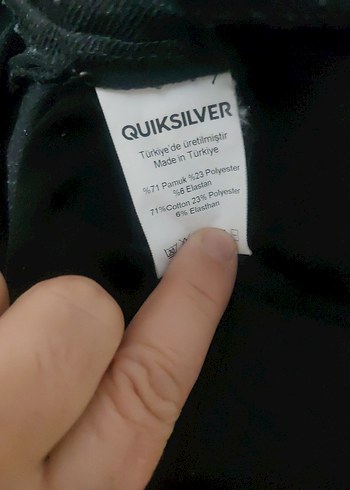 QUIKSILVER
Türkiye'de üretilmiştir
Made in Türkiye
%71 Pamuk %23 Polyester
%6 Elastan
71%Cotton 23% Polyester
6% Elasthan